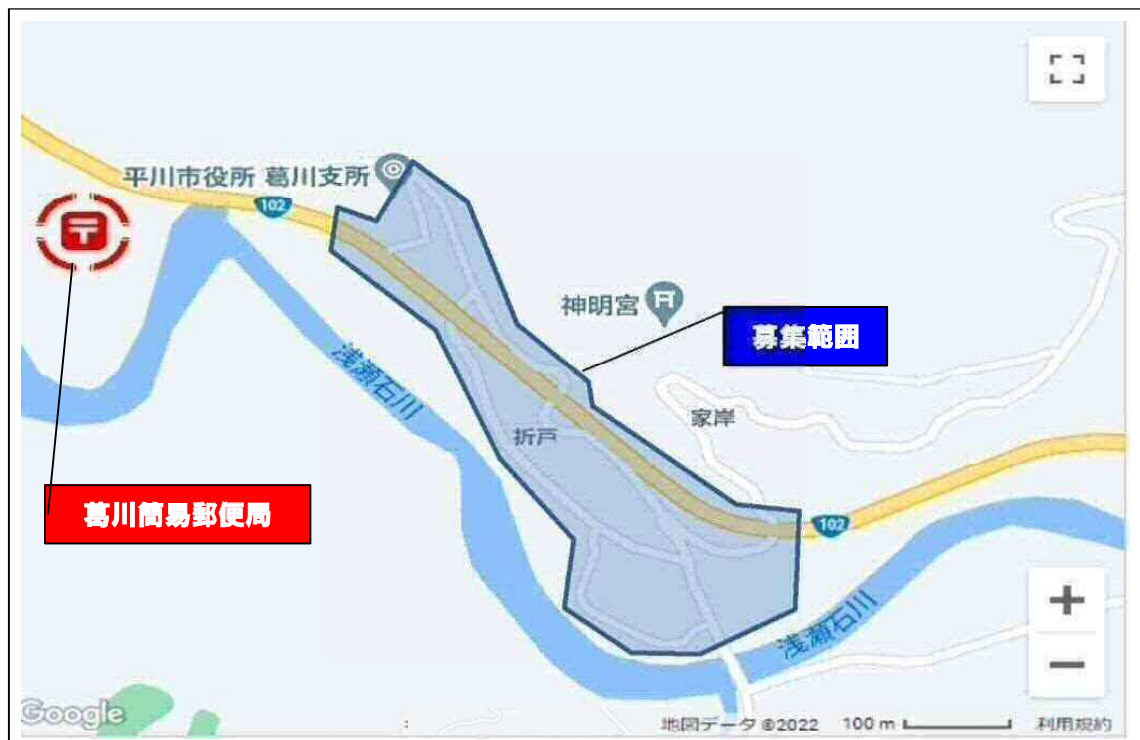 平川市役所 葛川支所
102
神明宮
募集範囲
浅瀬石川
家岸
折戸
葛川簡易郵便局
102
浅瀬石川
Google
地図データ ©2022
100 m
利用規約